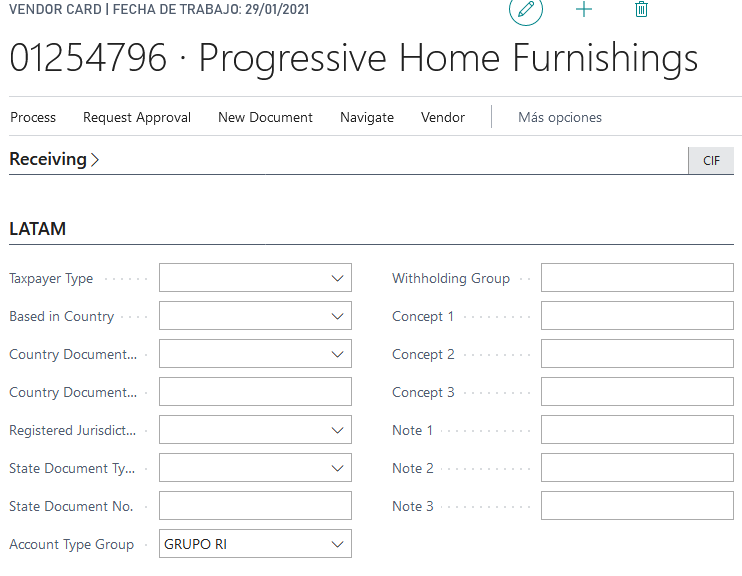 VENDOR CARD | FECHA DE TRABAJO: 29/01/2021
01254796 · Progressive Home Furnishings
Process Request Approval New Document Navigate Vendor Más opciones
Receiving > CIF
LATAM
Taxpayer Type
Based in Country
Country Document...
Country Document...
Registered Jurisdict...
State Document Ty...
State Document No.
Account Type Group GRUPO RI
Withholding Group
Concept 1
Concept 2
Concept 3
Note 1
Note 2
Note 3